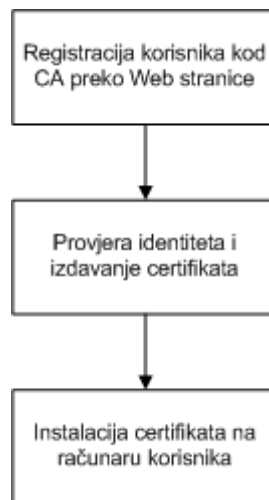 Registracija korisnika kod
CA preko Web stranice
Provjera identiteta i
izdavanje certifikata
Instalacija certifikata na
računaru korisnika